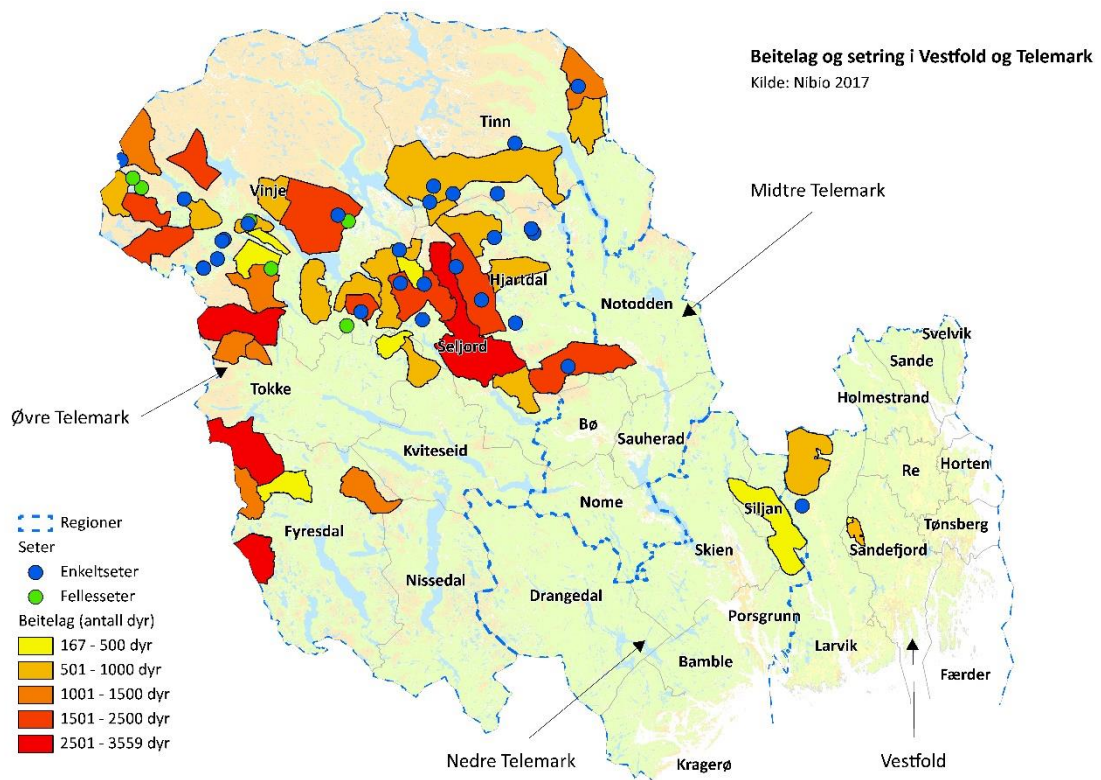 Beitelag og setring i Vestfold og Telemark
Kilde: Nibio 2017
Tinn
Vinje
Midtre Telemark
Hjartdal
Notodden
Svelvik
Seljord
Sande
Tokke
Holmestrand
Øvre Telemark
Bø
Sauherad
Kviteseid
Re
Horten
Nome
Siljan
Tønsberg
Fyresdal
Skien
Sandefjord
Nissedal
Drangedal
Porsgrunn
Larvik
Bamble
Færder
Nedre Telemark
Kragerø
Vestfold
Regioner
Seter
Enkeltseter
Fellesseter
Beitelag (antall dyr)
167 - 500 dyr
501 - 1000 dyr
1001 - 1500 dyr
1501 - 2500 dyr
2501 - 3559 dyr